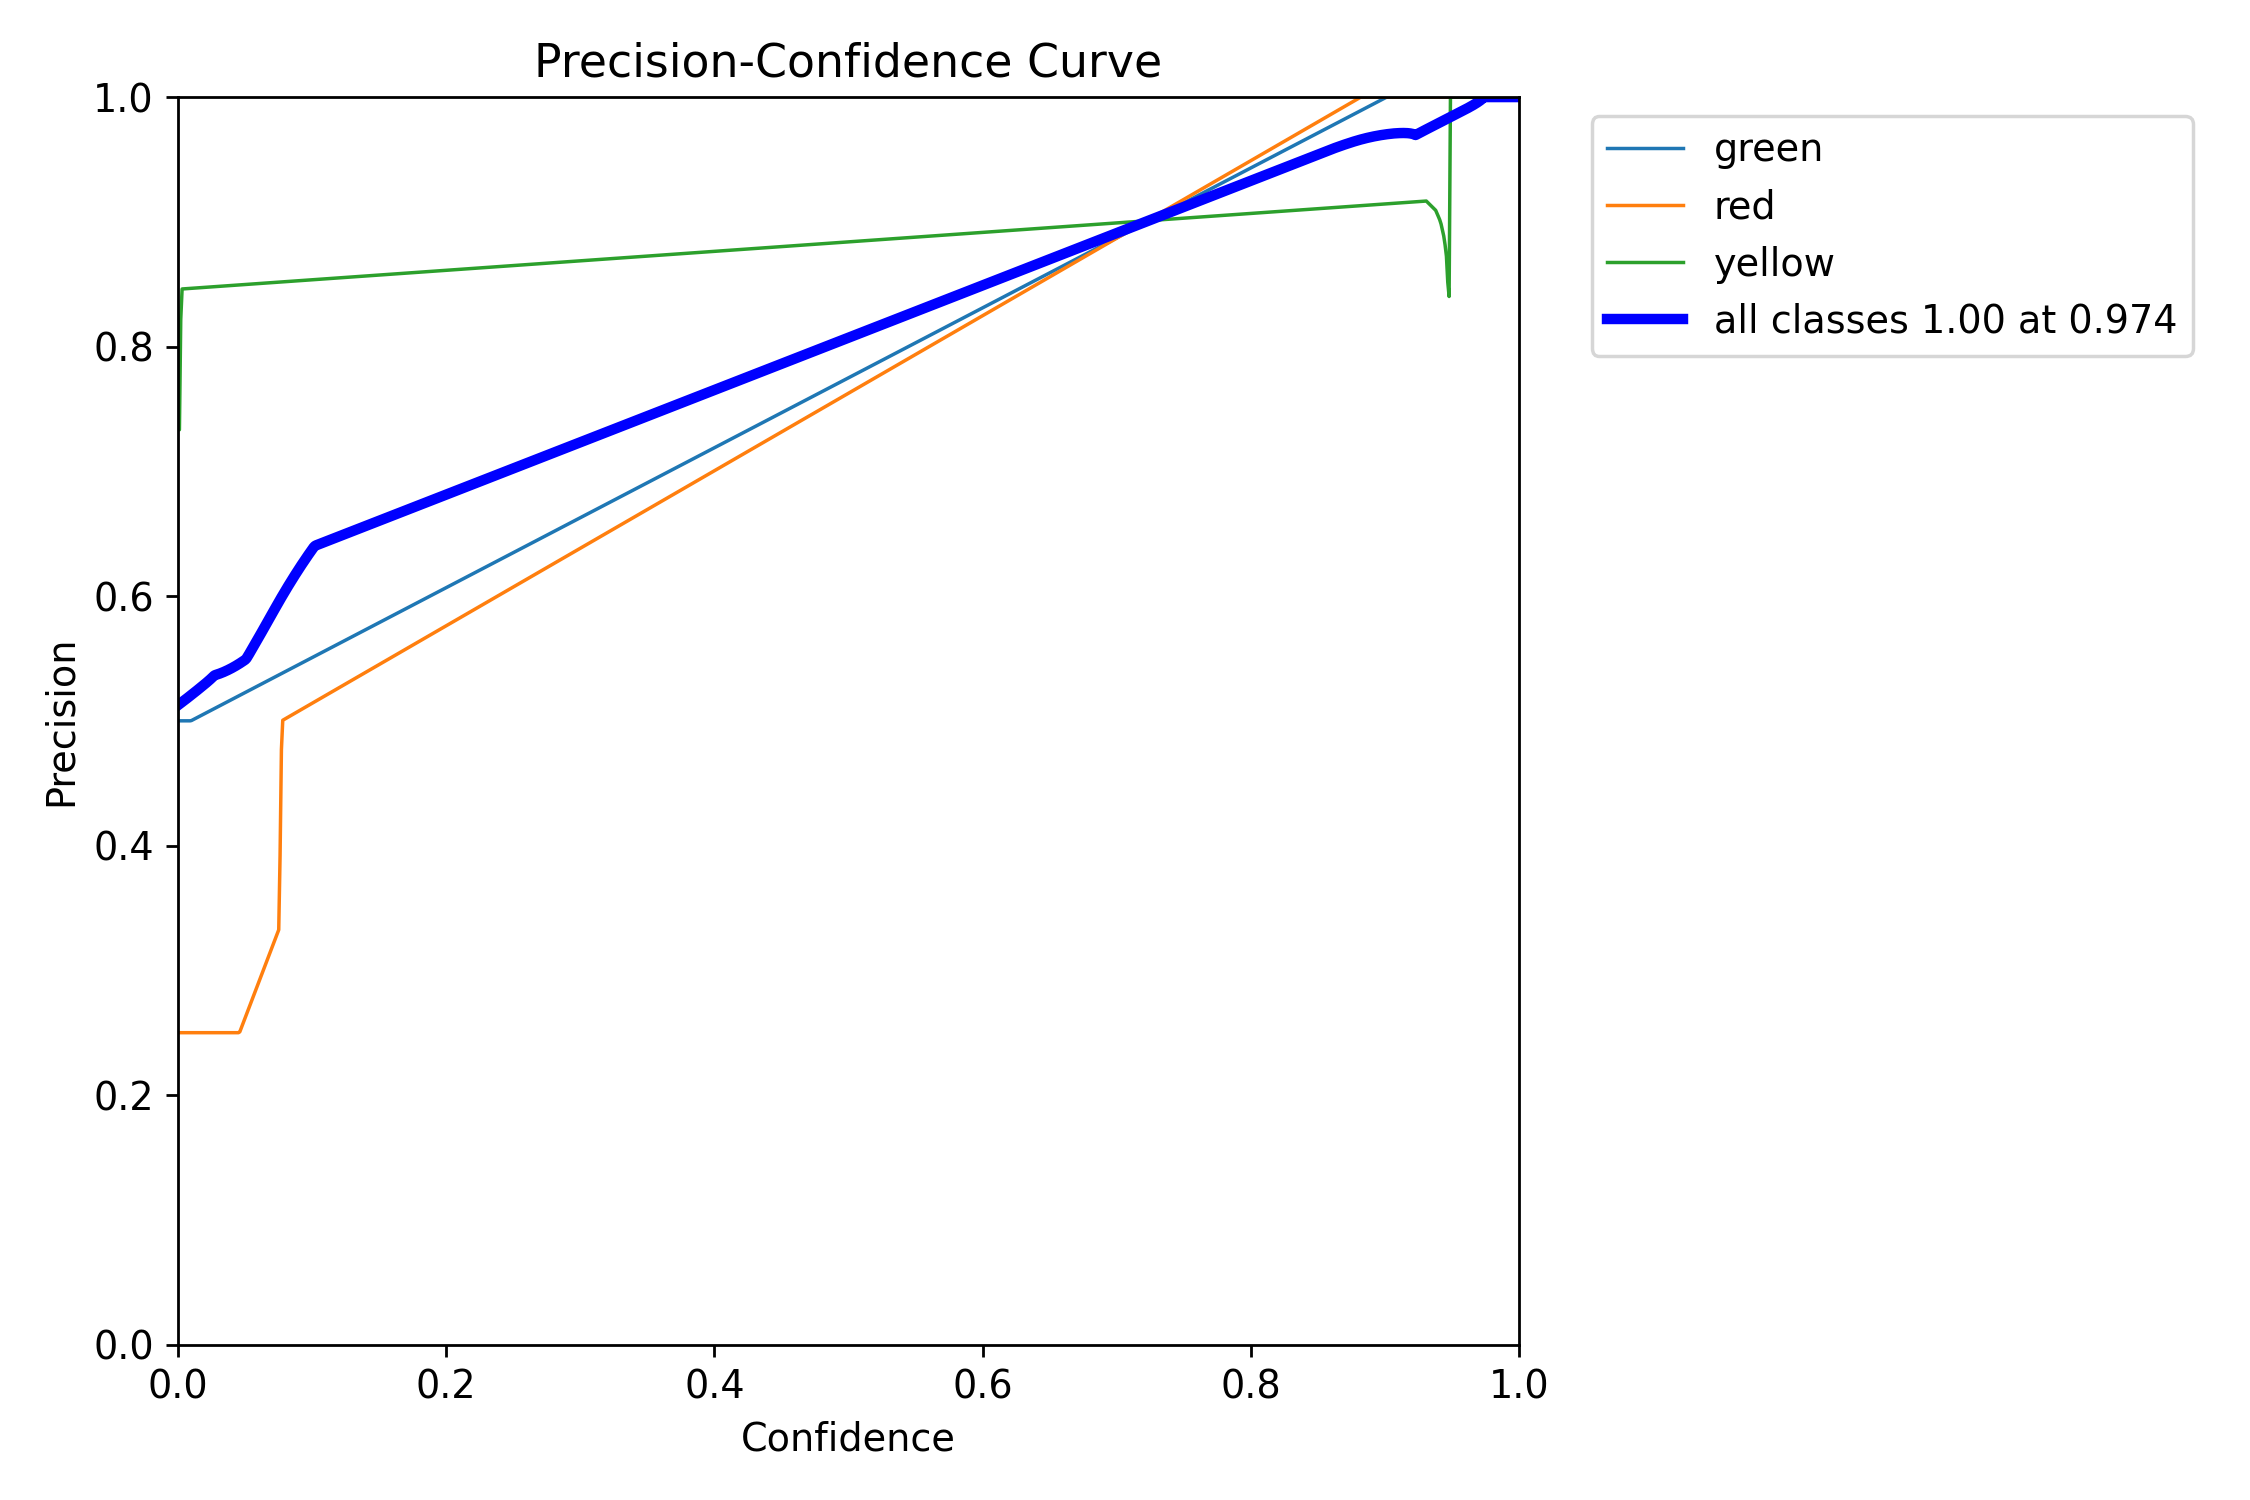 Precision-Confidence Curve
1.0
0.8
0.6
0.4
0.2
0.0
Precision
0.0 0.2 0.4 0.6 0.8 1.0
Confidence
green
red
yellow
all classes 1.00 at 0.974